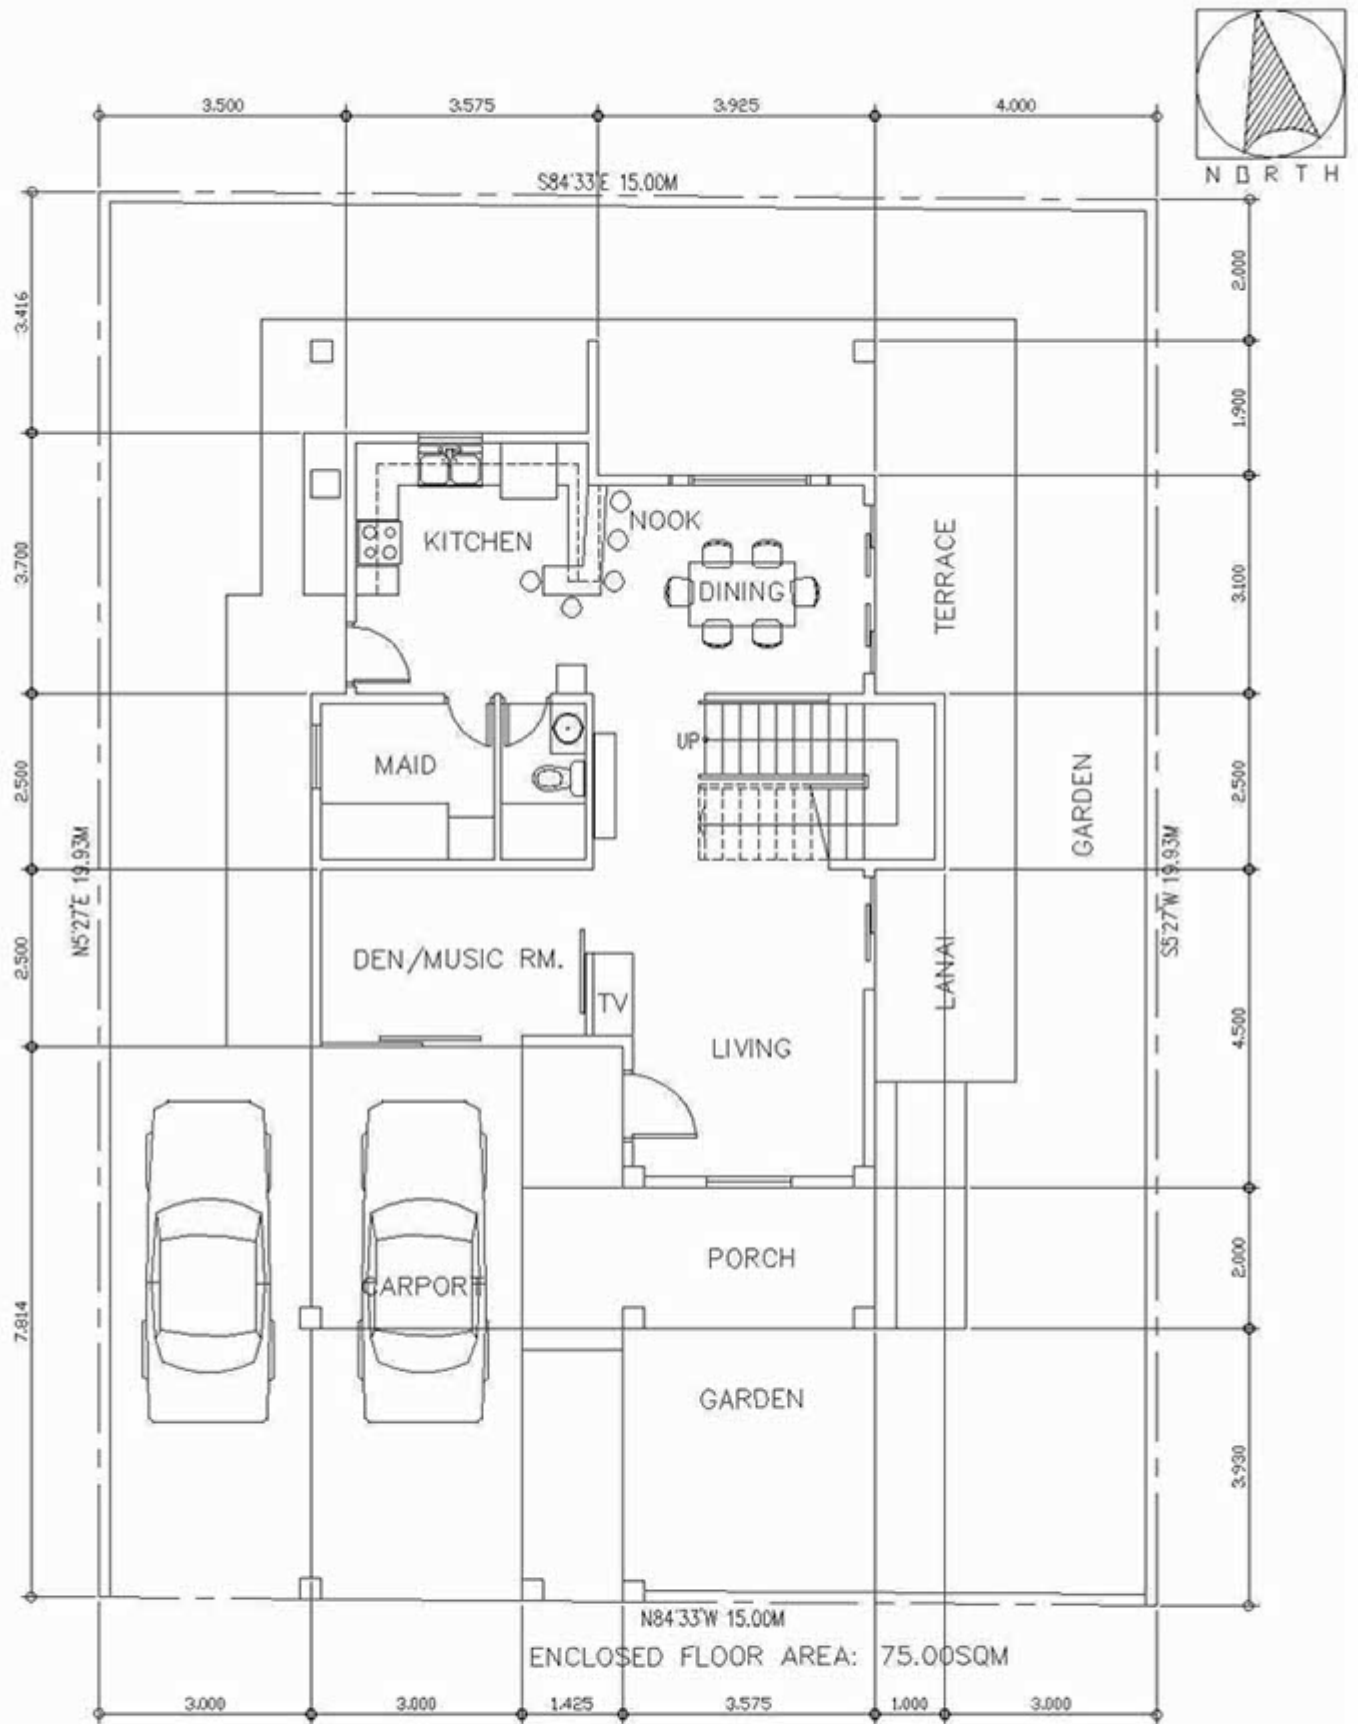 3.500
3.575
3.925
4.000
NORTH
S84°33'E 15.00M
3.416
2.000
1.900
KITCHEN
NOOK
DINING
TERRACE
3.700
3.100
MAID
UP
2.500
2.500
GARDEN
N5°27'E 19.93M
S5°27'W 19.93M
2.500
DEN/MUSIC RM.
TV
LANAI
LIVING
4.500
PORCH
CARPORT
2.000
7.814
GARDEN
3.930
N84°33'W 15.00M
ENCLOSED FLOOR AREA: 75.00SQM
3.000
3.000
1.425
3.575
1.000
3.000